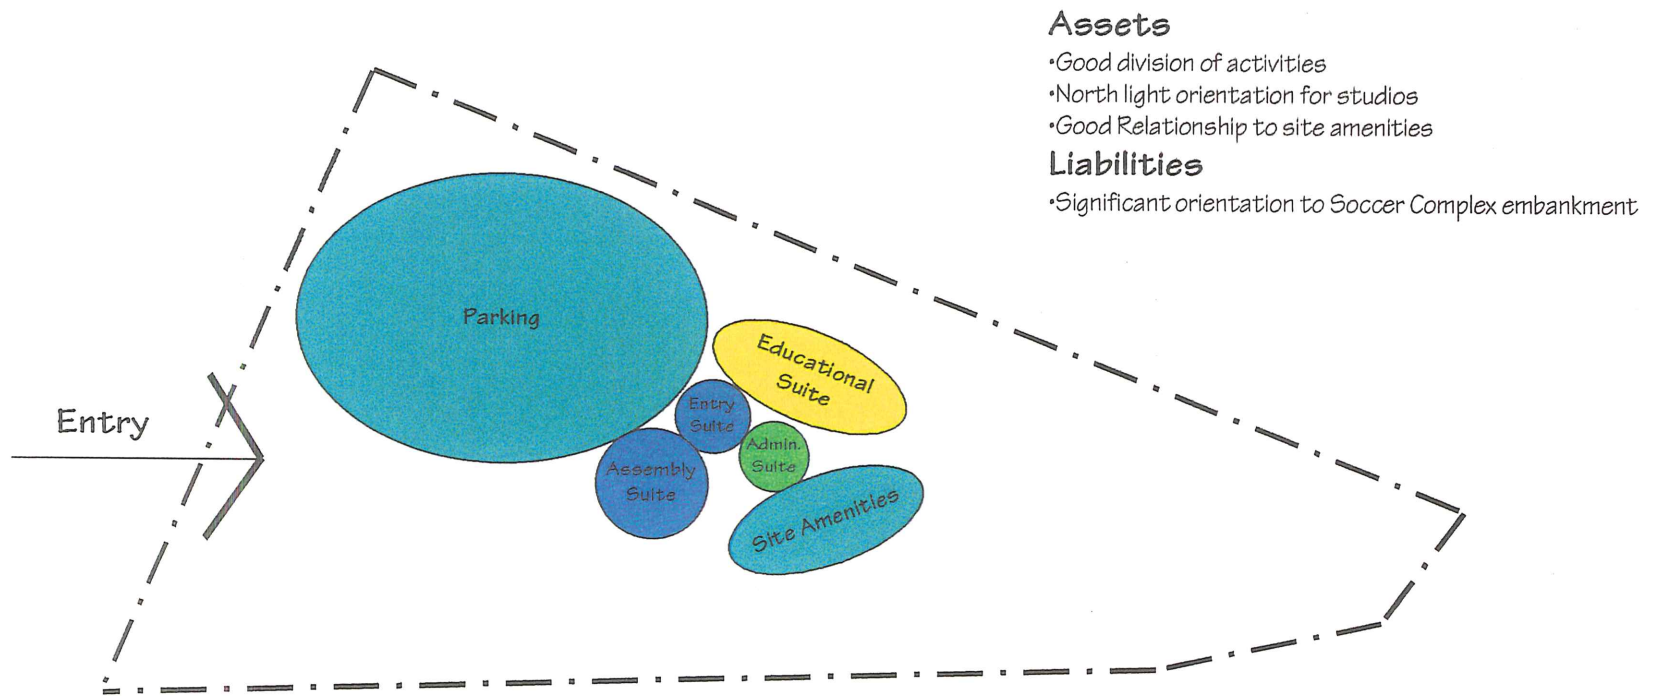 Assets
•Good division of activities
•North light orientation for studios
•Good Relationship to site amenities
Liabilities
•Significant orientation to Soccer Complex embankment
Parking
Educational
Suite
Entry
Entry
Suite
Admin.
Suite
Assembly
Suite
Site Amenities